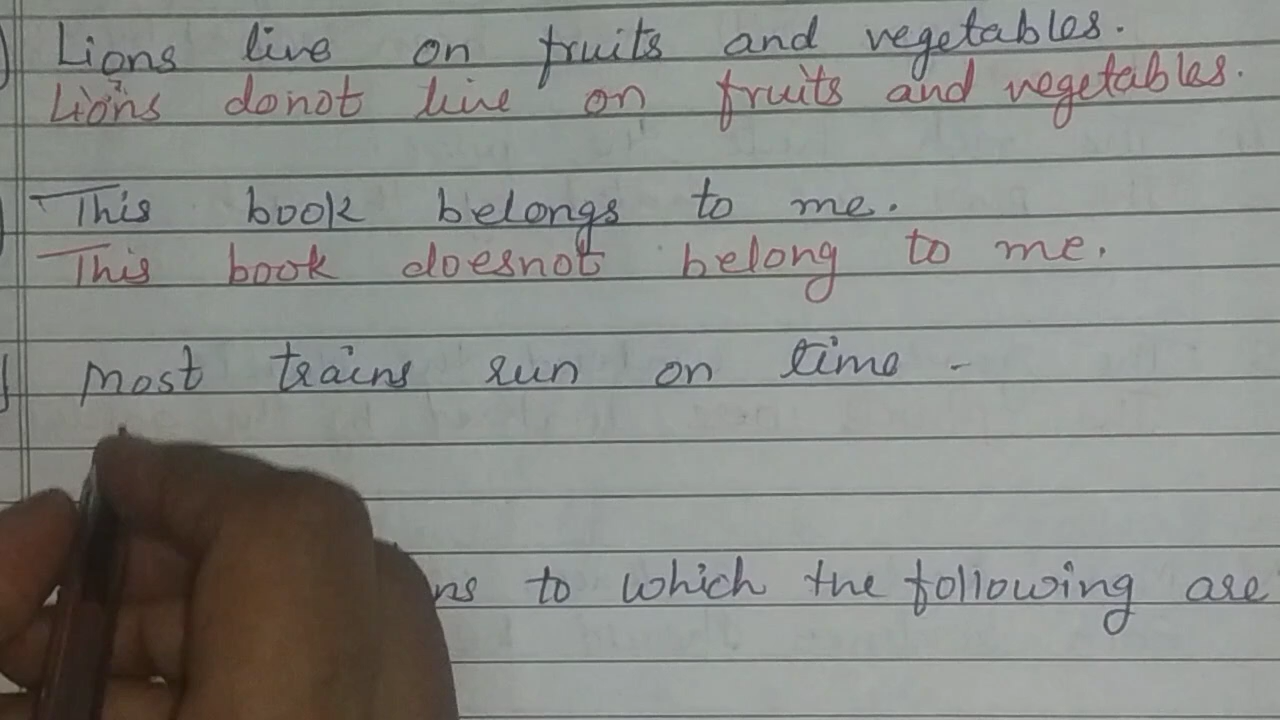 Lions live on fruits and vegetables.
Lions donot live on fruits and vegetables.
This book belongs to me.
This book doesnot belong to me.
Most trains run on time -
to which the following are